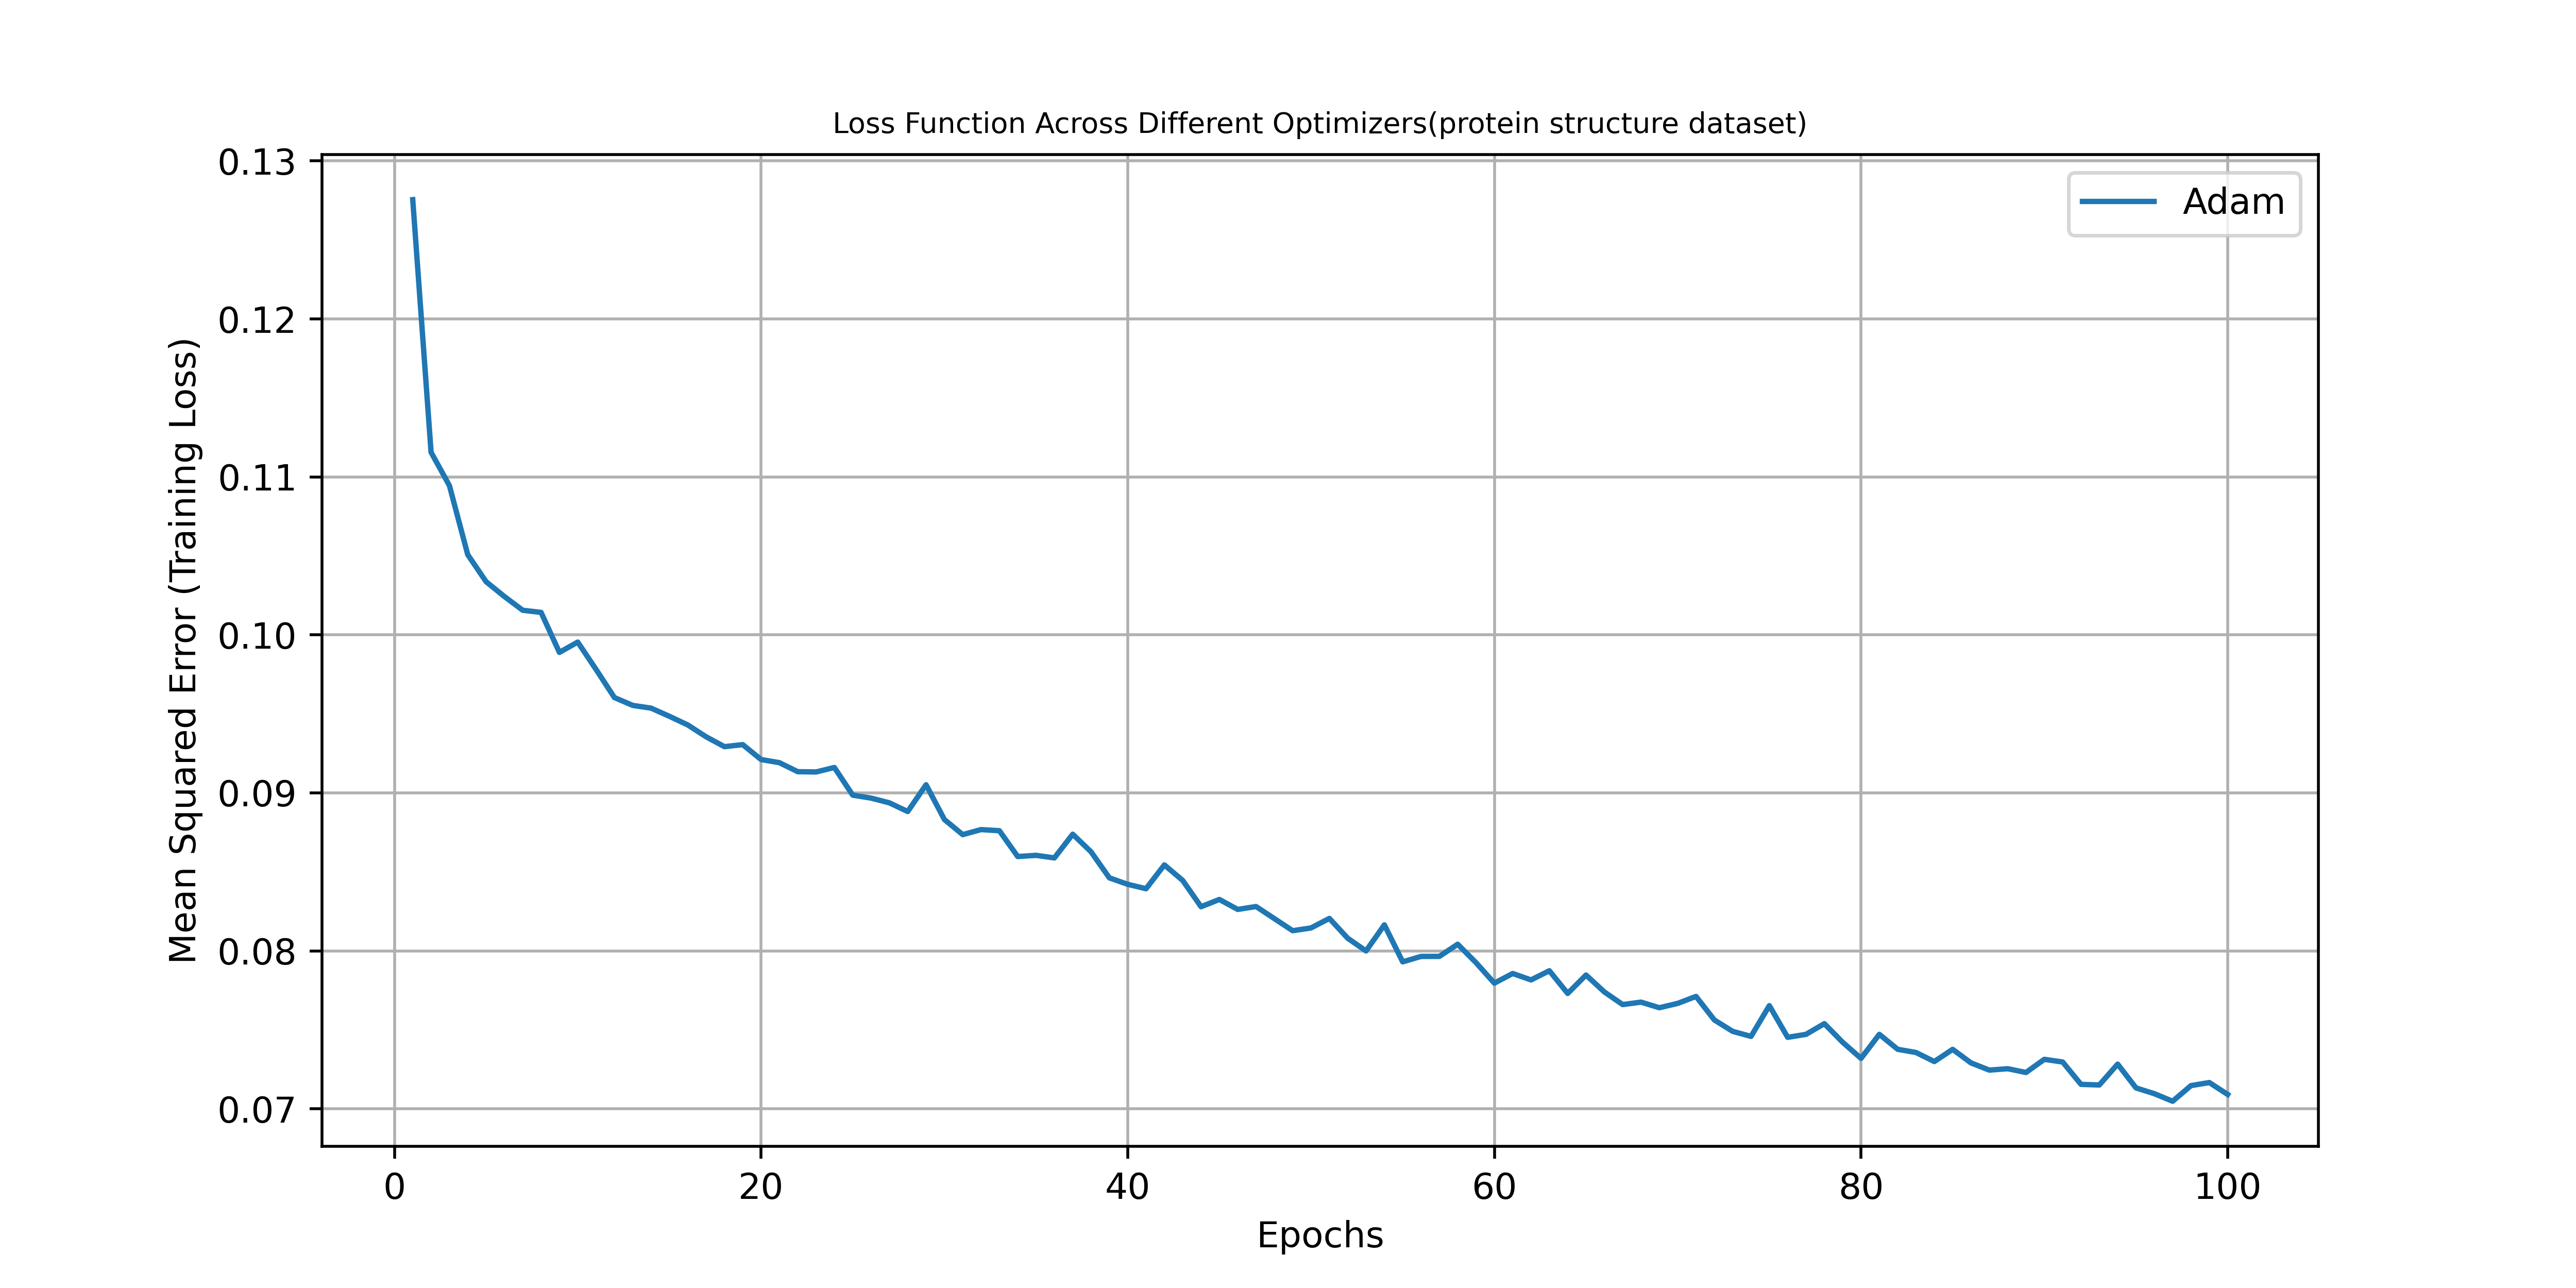 Loss Function Across Different Optimizers(protein structure dataset)
Adam
Mean Squared Error (Training Loss)
0.13
0.12
0.11
0.10
0.09
0.08
0.07
0 20 40 60 80 100
Epochs